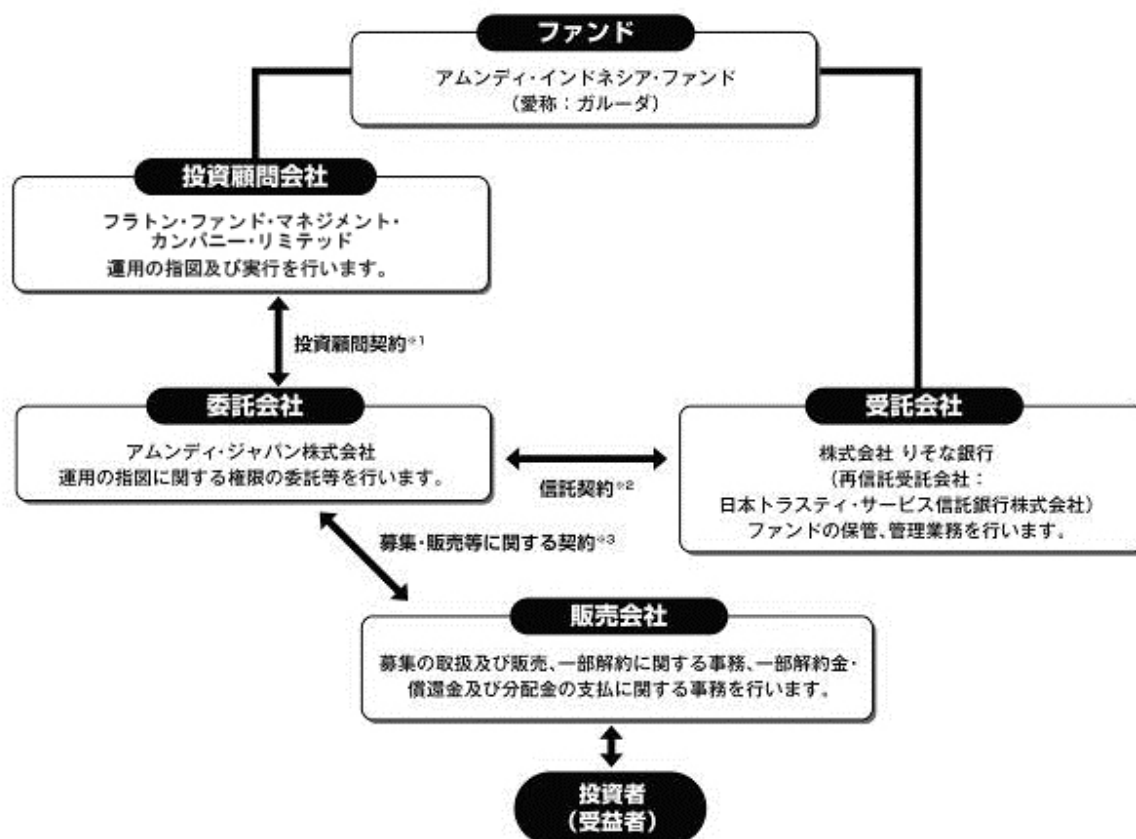 ファンド
アムンディ・インドネシア・ファンド
（愛称：ガルーダ）
投資顧問会社
フラトン・ファンド・マネジメント・
カンパニー・リミテッド
運用の指図及び実行を行います。
投資顧問契約※1
委託会社
アムンディ・ジャパン株式会社
運用の指図に関する権限の委託等を行います。
信託契約※2
受託会社
株式会社 りそな銀行
（再信託受託会社：
日本トラスティ・サービス信託銀行株式会社）
ファンドの保管、管理業務を行います。
募集・販売等に関する契約※3
販売会社
募集の取扱及び販売、一部解約に関する事務、一部解約金・
償還金及び分配金の支払に関する事務を行います。
投資者
（受益者）